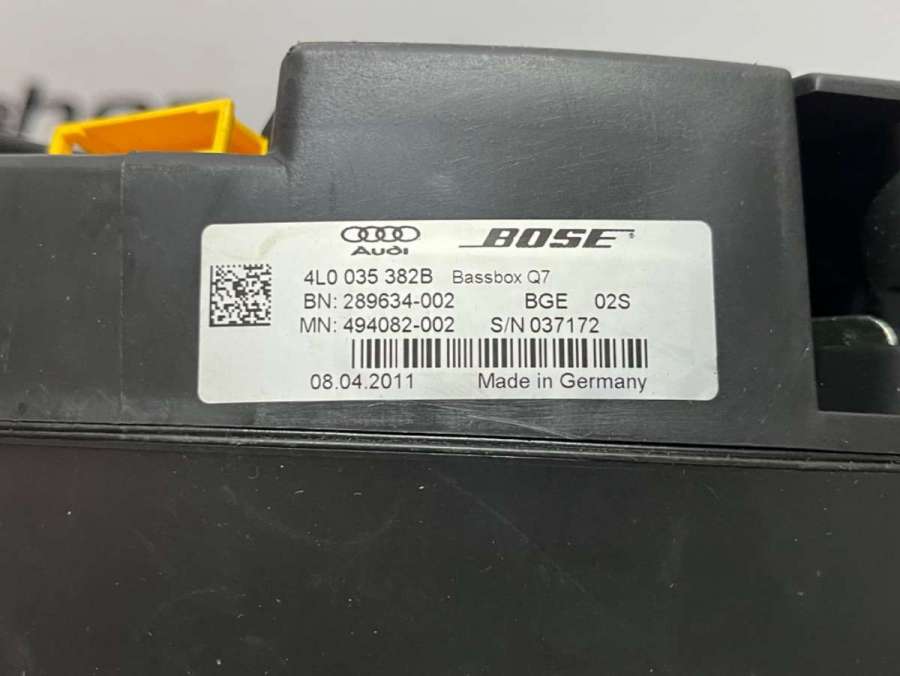 Audi BOSE
4L0 035 382B Bassbox Q7
BN: 289634-002 BGE 02S
MN: 494082-002 S/N 037172
08.04.2011 Made in Germany